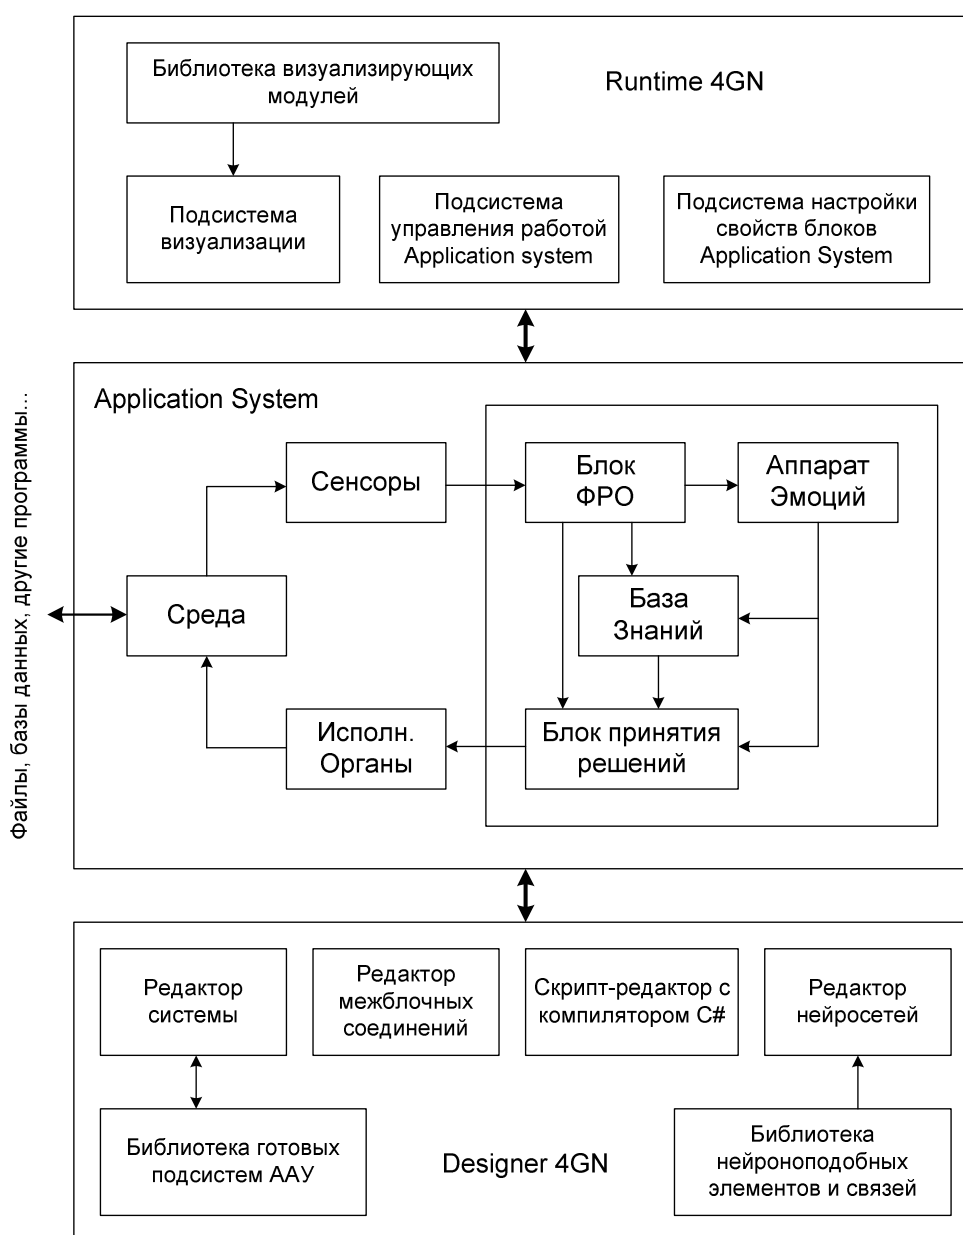 Библиотека визуализирующих
модулей
Runtime 4GN
Подсистема
визуализации
Подсистема
управления работой
Application system
Подсистема настройки
свойств блоков
Application System
Файлы, базы данных, другие программы...
Application System
Сенсоры
Блок
ФРО
Аппарат
Эмоций
Среда
База
Знаний
Исполн.
Органы
Блок принятия
решений
Редактор
системы
Редактор
межблочных
соединений
Скрипт-редактор с
компилятором C#
Редактор
нейросетей
Библиотека готовых
подсистем ААУ
Designer 4GN
Библиотека
нейроноподобных
элементов и связей